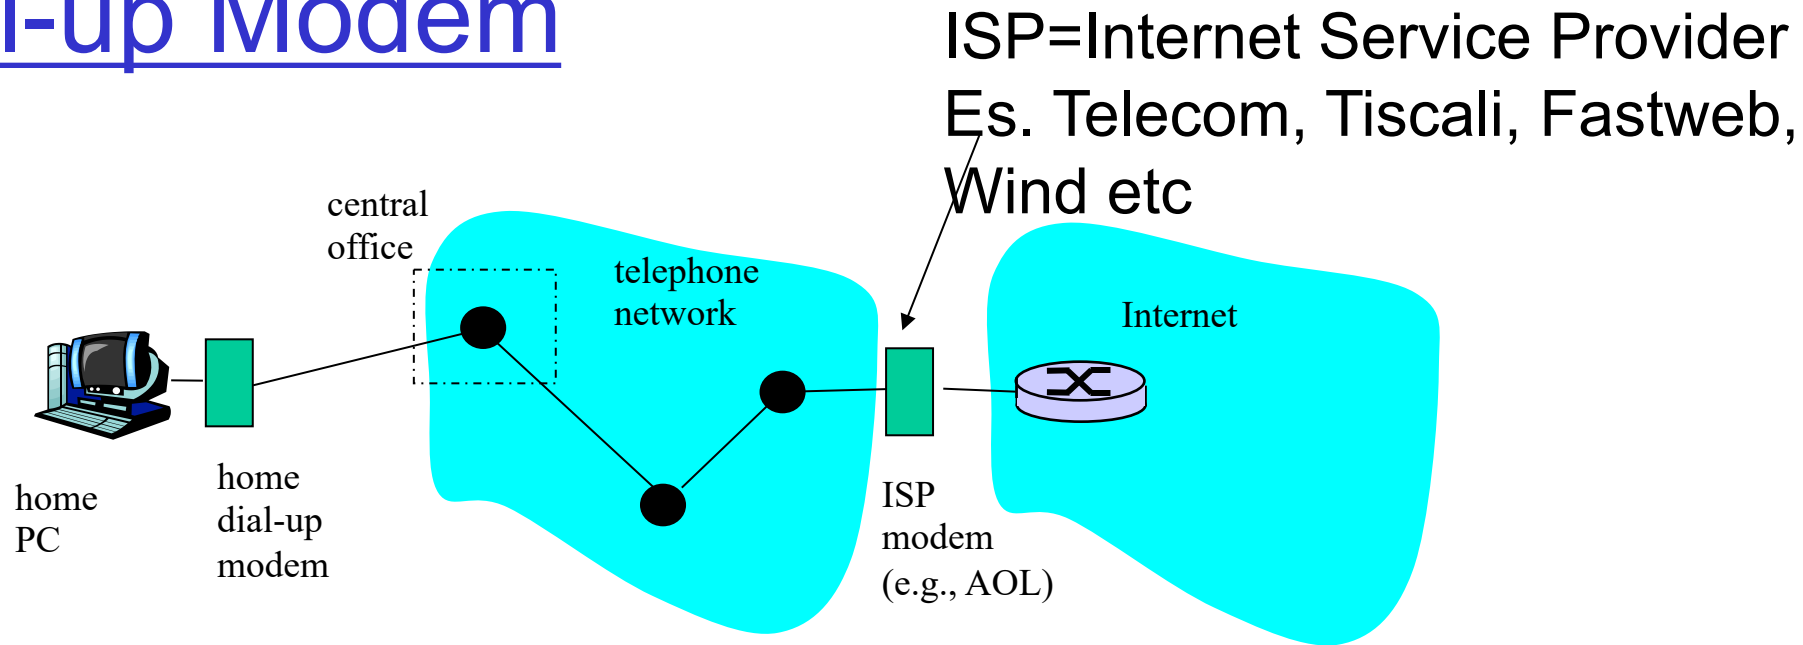 l-up Modem
ISP=Internet Service Provider
Es. Telecom, Tiscali, Fastweb,
Wind etc
central
office
telephone
network
Internet
home
PC
home
dial-up
modem
ISP
modem
(e.g., AOL)